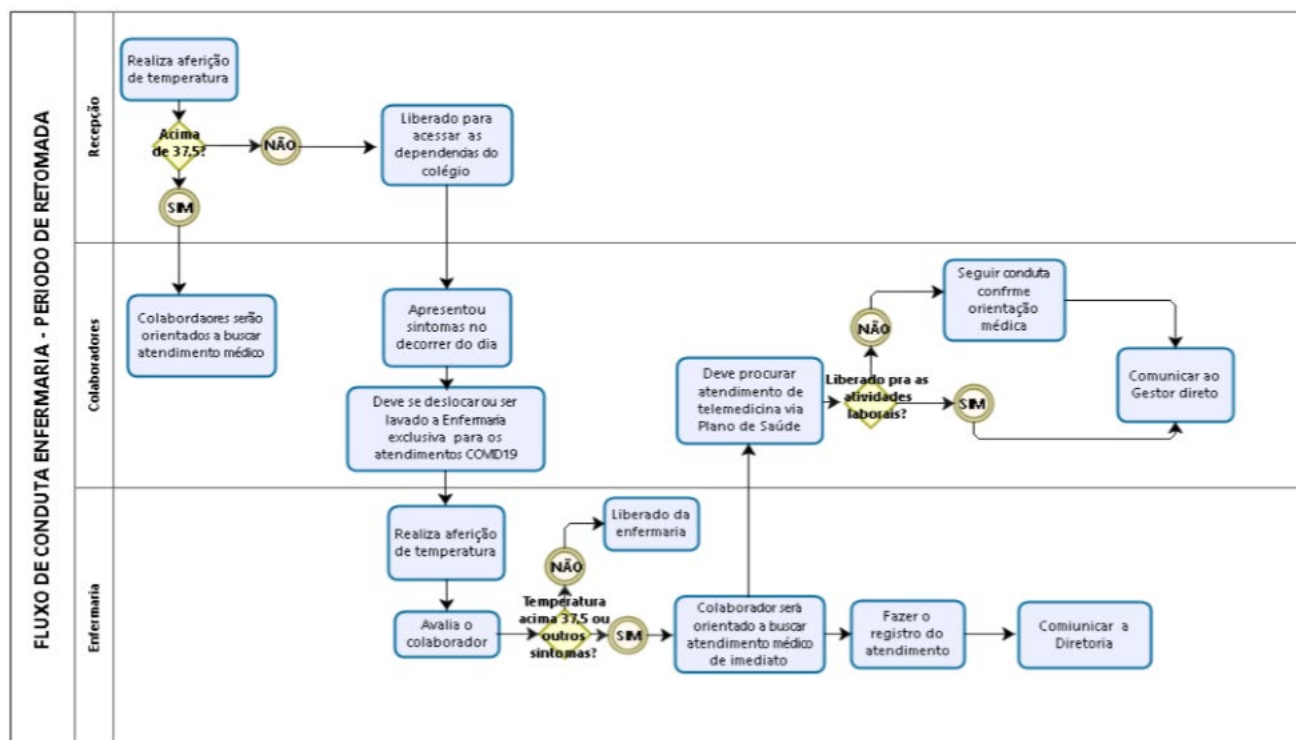 FLUXO DE CONDUTA ENFERMARIA - PERIODO DE RETOMADA
Recepção
Realiza aferição
de temperatura
Acima
de 37,5?
NÃO
SIM
Liberado para
acessar as
dependencias do
colégio
Colaboradores
Colabordaores serão
orientados a buscar
atendimento médico
Apresentou
sintomas no
decorrer do dia
Deve se deslocar ou ser
lavado a Enfermaria
exclusiva para os
atendimentos COVID19
Deve procurar
atendimento de
telemedicina via
Plano de Saúde
Liberado pra as
atividades
laborais?
NÃO
SIM
Seguir conduta
confrme
orientação
médica
Comunicar ao
Gestor direto
Enfermaria
Realiza aferição
de temperatura
Avalia o
colaborador
Temperatura
acima 37,5 ou
outros
sintomas?
NÃO
Liberado da
enfermaria
SIM
Colaborador será
orientado a buscar
atendimento médico
de imediato
Fazer o
registro do
atendimento
Comiunicar a
Diretoria